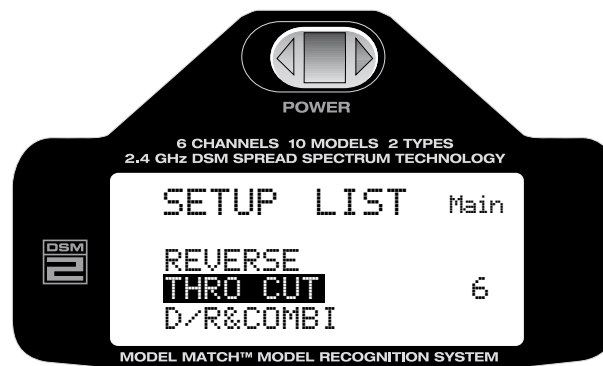 POWER
6 CHANNELS 10 MODELS 2 TYPES
2.4 GHz DSM SPREAD SPECTRUM TECHNOLOGY
SETUP LIST Main
DSM
2
REVERSE
THRO CUT 6
D/R&COMBI
MODEL MATCH™ MODEL RECOGNITION SYSTEM